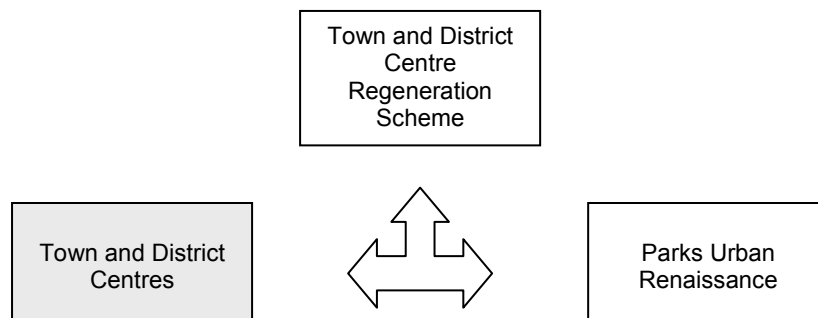 Town and District
Centre
Regeneration
Scheme
Town and District
Centres
Parks Urban
Renaissance